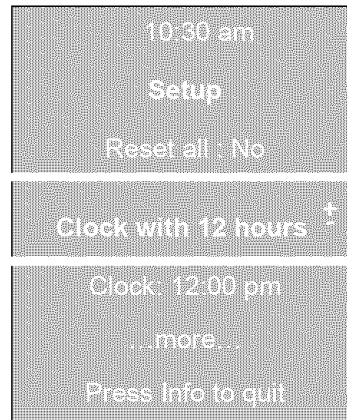 10:30 am
Setup
Reset all : No
Clock with 12 hours ±
Clock: 12.00 pm
...more...
Press Info to quit